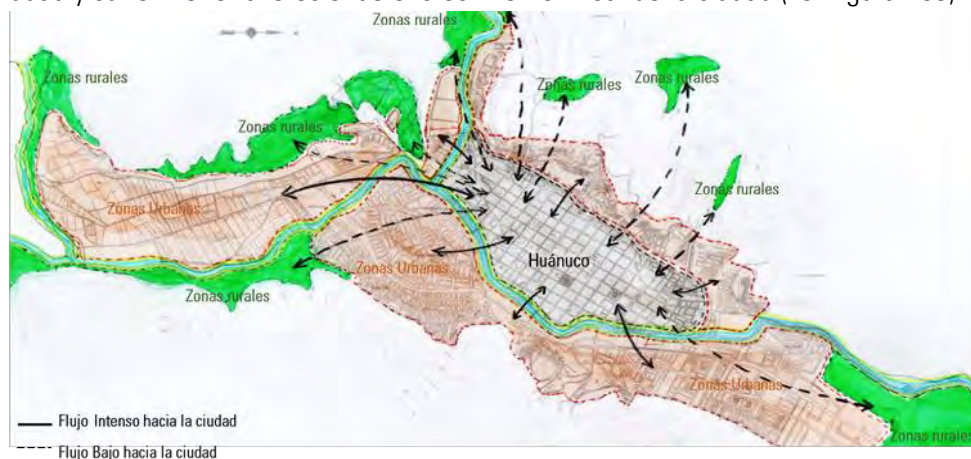 Zonas rurales
Zonas rurales
Zonas rurales
Zonas rurales
Zonas rurales
Zonas rurales
Zonas Urbanas
Huánuco
Zonas Urbanas
Zonas rurales
Zonas Urbanas
Flujo Intenso hacia la ciudad
Zonas rurales
Flujo Bajo hacia la ciudad